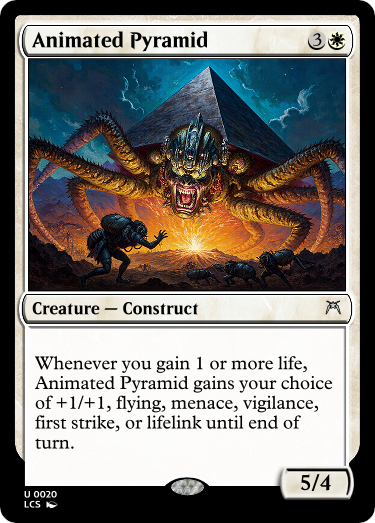 Animated Pyramid 3
Creature — Construct
Whenever you gain 1 or more life,
Animated Pyramid gains your choice
of +1/+1, flying, menace, vigilance,
first strike, or lifelink until end of
turn.
5/4
U 0020
LCS